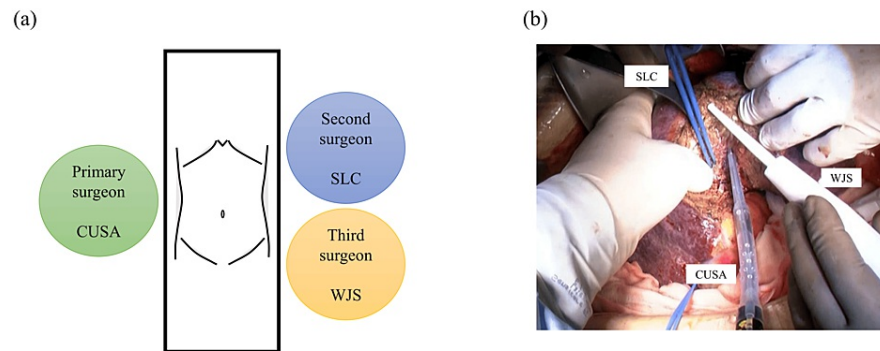 (a)
Primary
surgeon
CUSA
Second
surgeon
SLC
Third
surgeon
WJS
(b)
SLC
WJS
CUSA